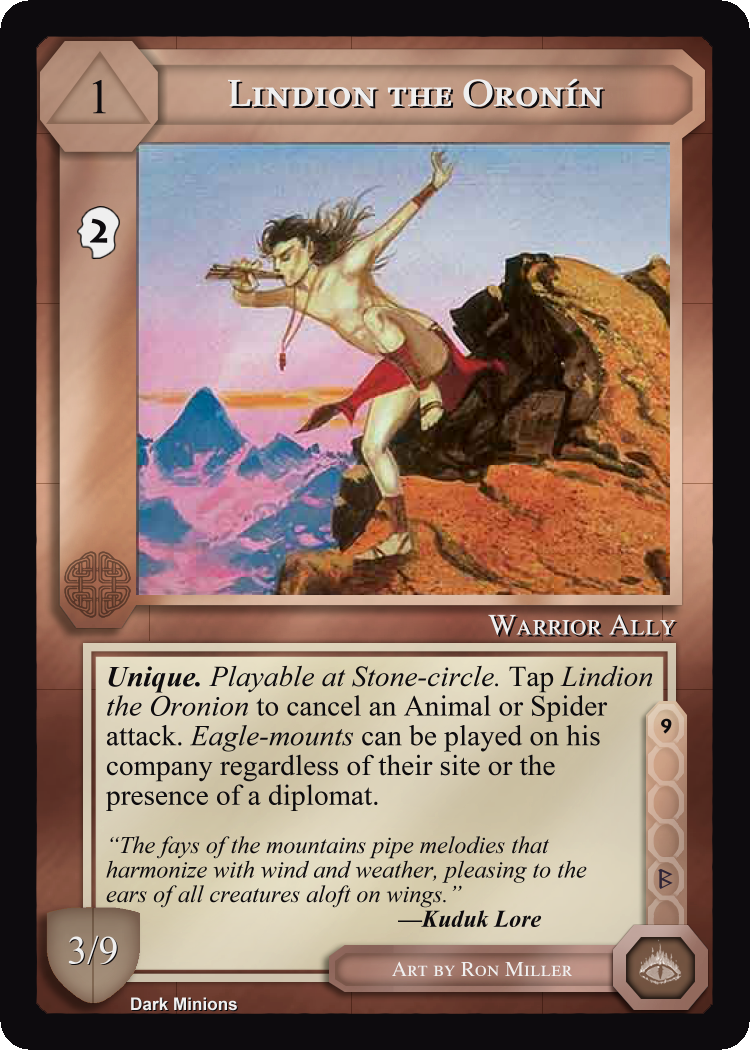 1
Lindion the Oronín
2
Warrior Ally
Unique. Playable at Stone-circle. Tap Lindion
the Oronion to cancel an Animal or Spider
attack. Eagle-mounts can be played on his
company regardless of their site or the
presence of a diplomat.
9
“The fays of the mountains pipe melodies that
harmonize with wind and weather, pleasing to the
ears of all creatures aloft on wings.”
—Kuduk Lore
3/9
Art by Ron Miller
Dark Minions